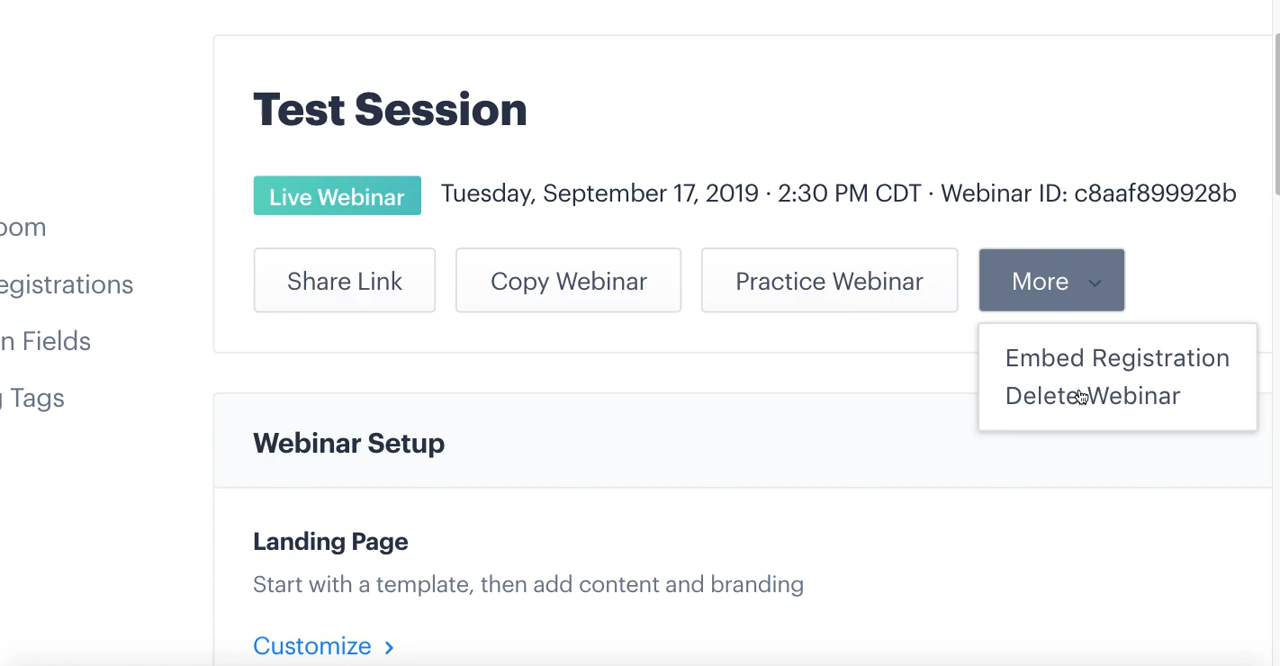 Test Session
Live Webinar
Tuesday, September 17, 2019 · 2:30 PM CDT · Webinar ID: c8aaf899928b
oom
egistrations
n Fields
Tags
Share Link
Copy Webinar
Practice Webinar
More
Embed Registration
Delete Webinar
Webinar Setup
Landing Page
Start with a template, then add content and branding
Customize >